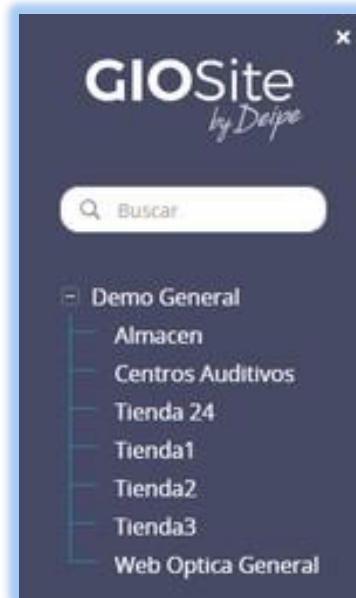 GIOSite
by Deipe
Buscar
Demo General
Almacen
Centros Auditivos
Tienda 24
Tienda1
Tienda2
Tienda3
Web Optica General